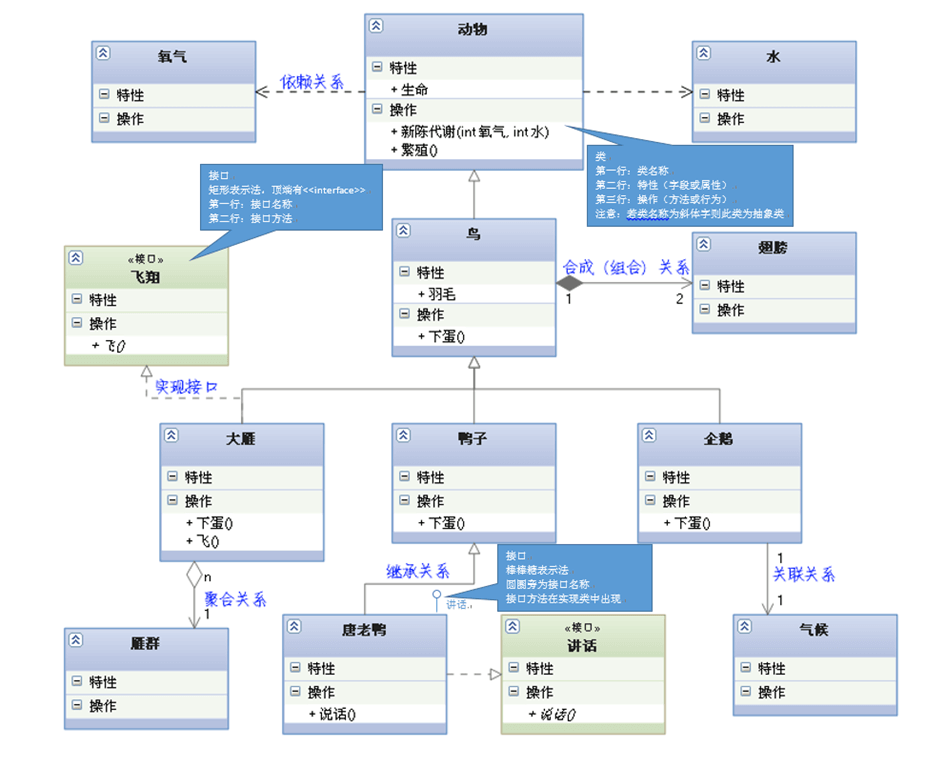 动物
特性
+ 生命
操作
+ 新陈代谢(int 氧气, int 水)
+ 繁殖()
氧气
特性
操作
依赖关系
水
特性
操作
类
第一行：类名称
第二行：特性（字段或属性）
第三行：操作（方法或行为）
注意：若类名称为斜体字则此类为抽象类
接口
矩形表示法，顶端有<<interface>>
第一行：接口名称
第二行：接口方法
«接口»
飞翔
特性
操作
+ 飞()
鸟
特性
+ 羽毛
操作
+ 下蛋()
合成（组合）关系
1
2
翅膀
特性
操作
实现接口
大雁
特性
操作
+ 下蛋()
+ 飞()
鸭子
特性
操作
+ 下蛋()
企鹅
特性
操作
+ 下蛋()
n
聚合关系
1
继承关系
接口
棒棒糖表示法
圆圈旁为接口名称
接口方法在实现类中出现
讲话
1
关联关系
1
雁群
特性
操作
唐老鸭
特性
操作
+ 说话()
«接口»
讲话
特性
操作
+ 说话()
气候
特性
操作